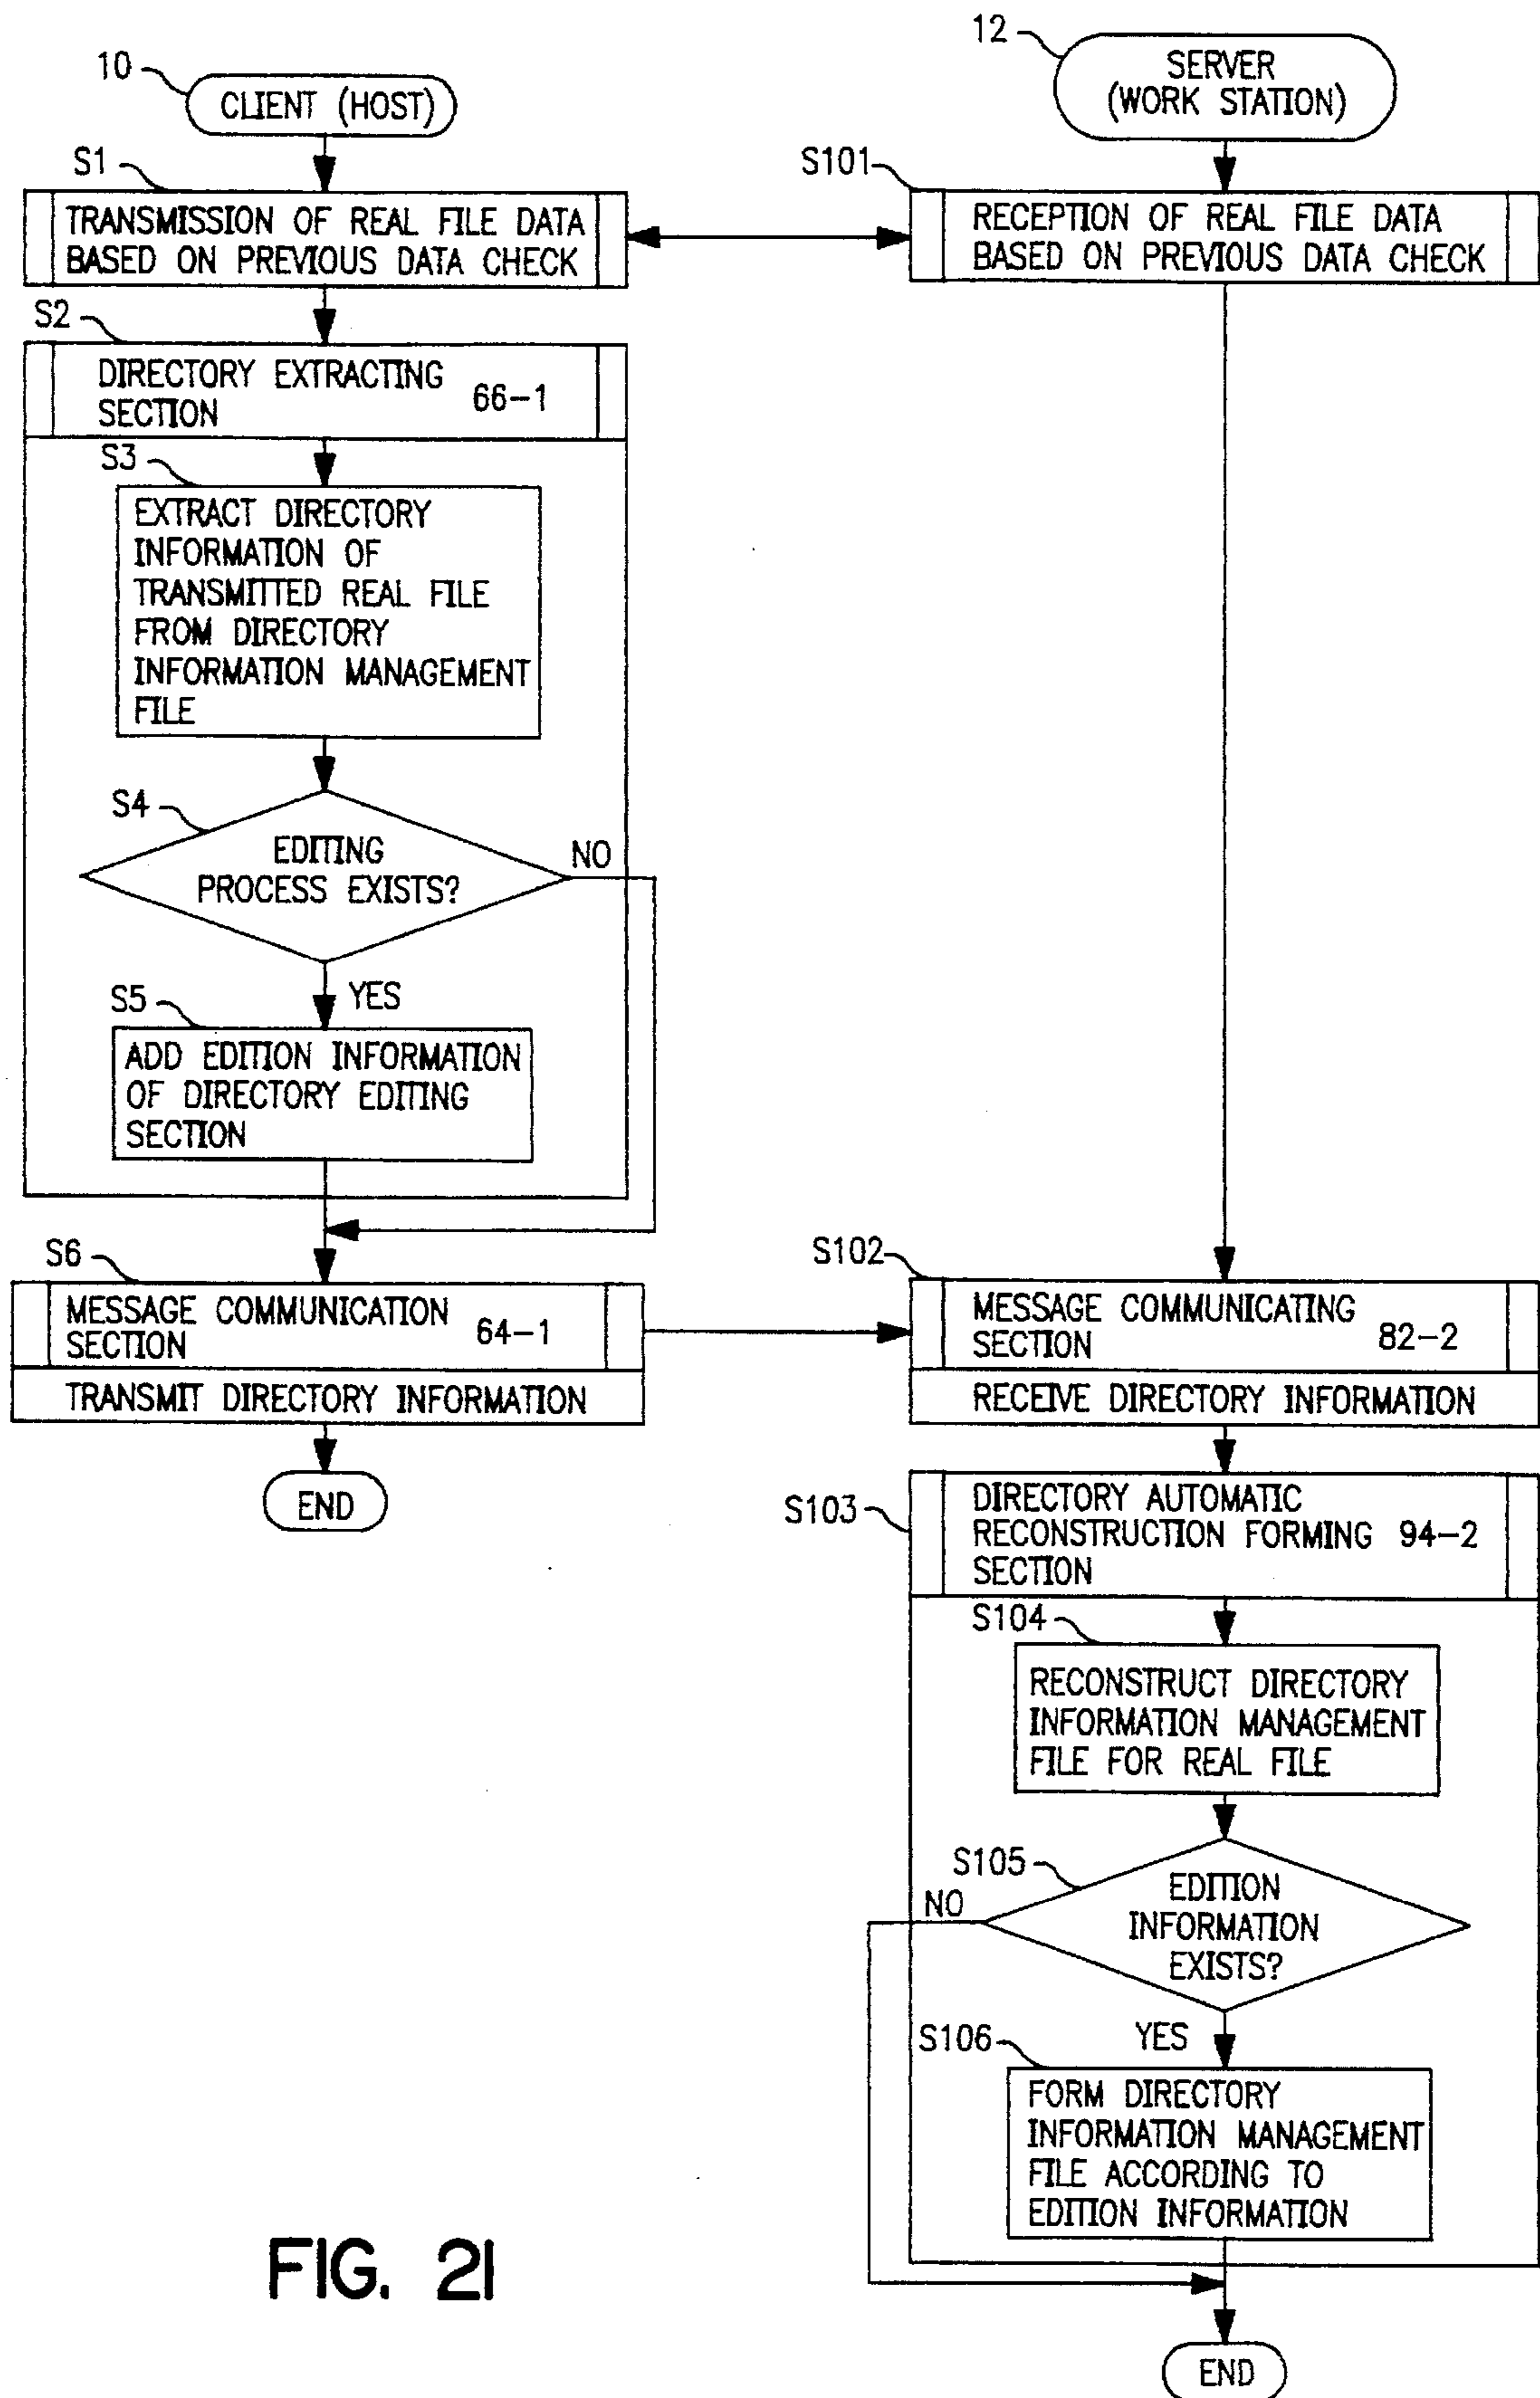 10
CLIENT (HOST)
S1
TRANSMISSION OF REAL FILE DATA
BASED ON PREVIOUS DATA CHECK
S2
DIRECTORY EXTRACTING
SECTION 66-1
S3
EXTRACT DIRECTORY
INFORMATION OF
TRANSMITTED REAL FILE
FROM DIRECTORY
INFORMATION MANAGEMENT
FILE
S4
EDITING
PROCESS EXISTS?
NO
YES
S5
ADD EDITION INFORMATION
OF DIRECTORY EDITING
SECTION
S6
MESSAGE COMMUNICATION
SECTION 64-1
TRANSMIT DIRECTORY INFORMATION
END
12
SERVER
(WORK STATION)
S101
RECEPTION OF REAL FILE DATA
BASED ON PREVIOUS DATA CHECK
S102
MESSAGE COMMUNICATING
SECTION 82-2
RECEIVE DIRECTORY INFORMATION
S103
DIRECTORY AUTOMATIC
RECONSTRUCTION FORMING 94-2
SECTION
S104
RECONSTRUCT DIRECTORY
INFORMATION MANAGEMENT
FILE FOR REAL FILE
S105
EDITION
INFORMATION
EXISTS?
NO
YES
S106
FORM DIRECTORY
INFORMATION MANAGEMENT
FILE ACCORDING TO
EDITION INFORMATION
END
FIG. 21